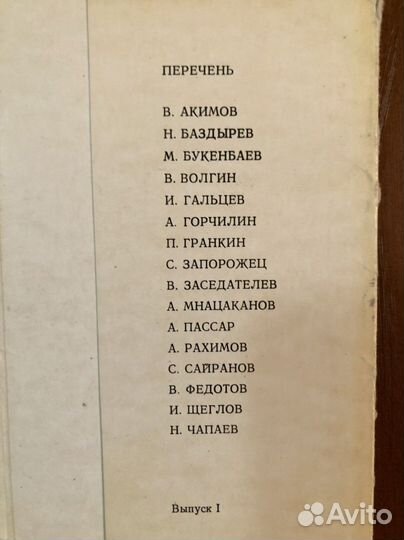 ПЕРЕЧЕНЬ
В. АКИМОВ
Н. БАЗДЫРЕВ
М. БУКЕНБАЕВ
В. ВОЛГИН
И. ГАЛЬЦЕВ
А. ГОРЧИЛИН
П. ГРАНКИН
С. ЗАПОРОЖЕЦ
В. ЗАСЕДАТЕЛЕВ
А. МНАЦАКАНОВ
А. ПАССАР
А. РАХИМОВ
С. САЙРАНОВ
В. ФЕДОТОВ
И. ЩЕГЛОВ
Н. ЧАПАЕВ
Выпуск I
Avito